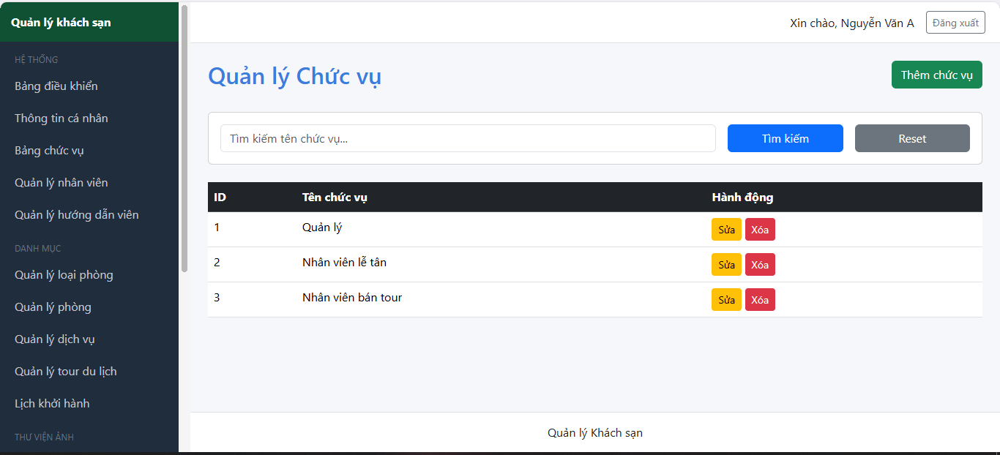 Quản lý khách sạn
Xin chào, Nguyễn Văn A
Đăng xuất
HỆ THỐNG
Bảng điều khiển
Thông tin cá nhân
Bảng chức vụ
Quản lý nhân viên
Quản lý hướng dẫn viên
DANH MỤC
Quản lý loại phòng
Quản lý phòng
Quản lý dịch vụ
Quản lý tour du lịch
Lịch khởi hành
THƯ VIỆN ẢNH
Quản lý Chức vụ
Thêm chức vụ
Tìm kiếm tên chức vụ...
Tìm kiếm
Reset
ID Tên chức vụ Hành động
1 Quản lý Sửa Xóa
2 Nhân viên lễ tân Sửa Xóa
3 Nhân viên bán tour Sửa Xóa
Quản lý Khách sạn